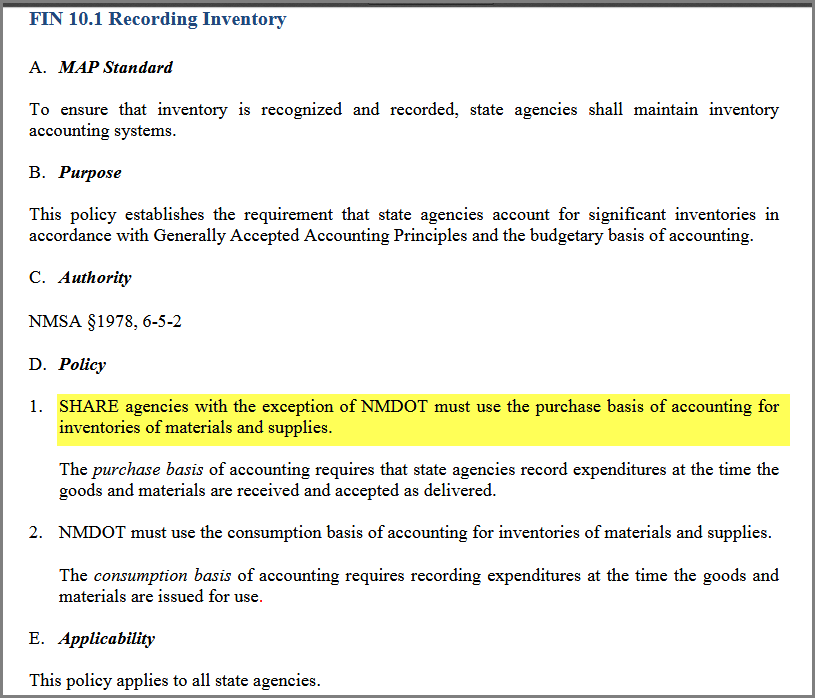 FIN 10.1 Recording Inventory
A. MAP Standard
To ensure that inventory is recognized and recorded, state agencies shall maintain inventory
accounting systems.
B. Purpose
This policy establishes the requirement that state agencies account for significant inventories in
accordance with Generally Accepted Accounting Principles and the budgetary basis of accounting.
C. Authority
NMSA §1978, 6-5-2
D. Policy
1. SHARE agencies with the exception of NMDOT must use the purchase basis of accounting for
inventories of materials and supplies.
The purchase basis of accounting requires that state agencies record expenditures at the time the
goods and materials are received and accepted as delivered.
2. NMDOT must use the consumption basis of accounting for inventories of materials and supplies.
The consumption basis of accounting requires recording expenditures at the time the goods and
materials are issued for use.
E. Applicability
This policy applies to all state agencies.